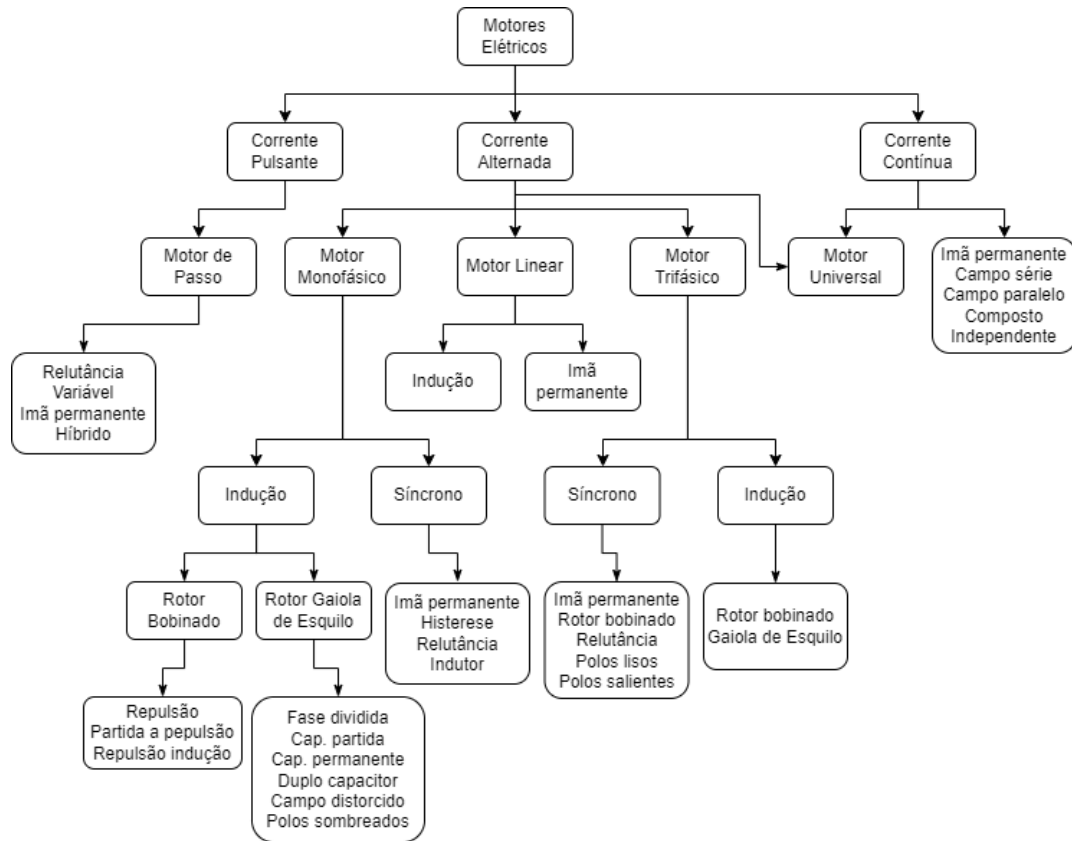 Motores
Elétricos
Corrente
Pulsante
Corrente
Alternada
Corrente
Contínua
Motor de
Passo
Motor
Monofásico
Motor Linear
Motor
Trifásico
Motor
Universal
Imã permanente
Campo série
Campo paralelo
Composto
Independente
Relutância
Variável
Imã permanente
Híbrido
Indução
Imã
permanente
Indução
Síncrono
Síncrono
Indução
Rotor
Bobinado
Rotor Gaiola
de Esquilo
Imã permanente
Histerese
Relutância
Indutor
Imã permanente
Rotor bobinado
Relutância
Polos lisos
Polos salientes
Rotor bobinado
Gaiola de Esquilo
Repulsão
Partida a pepulsão
Repulsão indução
Fase dividida
Cap. partida
Cap. permanente
Duplo capacitor
Campo distorcido
Polos sombreados